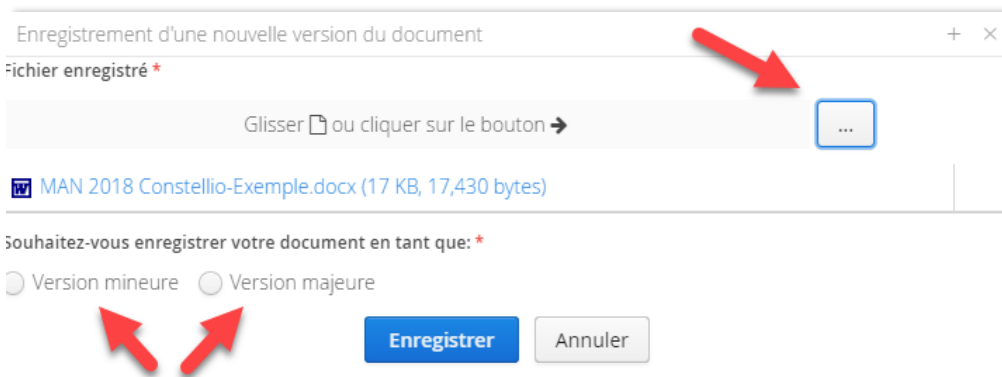 Enregistrement d'une nouvelle version du document
Fichier enregistré *
Glisser ou cliquer sur le bouton
...
MAN 2018 Constellio-Exemple.docx (17 KB, 17,430 bytes)
Souhaitez-vous enregistrer votre document en tant que: *
Version mineure Version majeure
Enregistrer Annuler